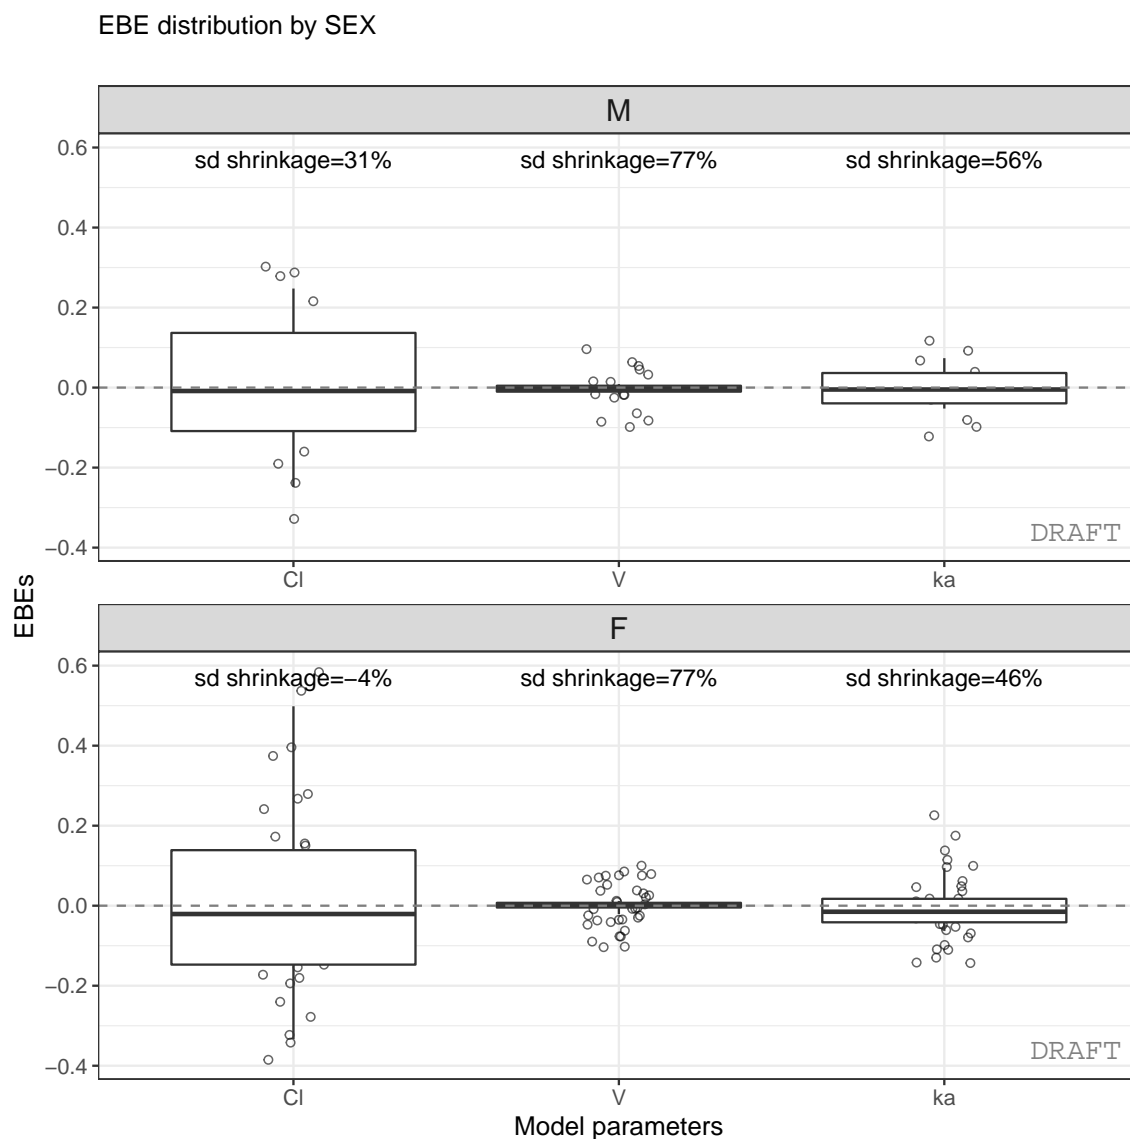 EBE distribution by SEX
M
sd shrinkage=31% sd shrinkage=77% sd shrinkage=56%
0.6
0.4
0.2
0.0
−0.2
−0.4
DRAFT
Cl V ka
EBEs
F
sd shrinkage=−4% sd shrinkage=77% sd shrinkage=46%
0.6
0.4
0.2
0.0
−0.2
−0.4
DRAFT
Cl V ka
Model parameters